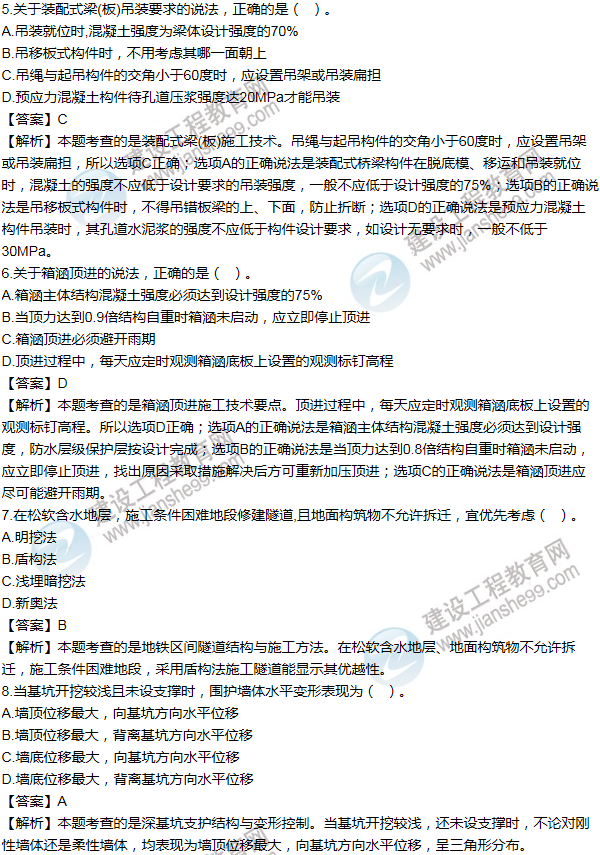 5.关于装配式梁(板)吊装要求的说法，正确的是（　）。
A.吊装就位时,混凝土强度为梁体设计强度的70%
B.吊移板式构件时，不用考虑其哪一面朝上
C.吊绳与起吊构件的交角小于60度时，应设置吊架或吊装扁担
D.预应力混凝土构件待孔道压浆强度达20MPa才能吊装
【答案】C
【解析】本题考查的是装配式梁(板)施工技术。吊绳与起吊构件的交角小于60度时，应设置吊架
或吊装扁担，所以选项C正确；选项A的正确说法是装配式桥梁构件在脱底模、移运和吊装就位
时，混凝土的强度不应低于设计要求的吊装强度，一般不应低于设计强度的75%；选项B的正确说
法是吊移板式构件时，不得吊错板梁的上、下面，防止折断；选项D的正确说法是预应力混凝土
构件吊装时，其孔道水泥浆的强度不应低于构件设计要求，如设计无要求时，一般不低于
30MPa。
6.关于箱涵顶进的说法，正确的是（　）。
A.箱涵主体结构混凝土强度必须达到设计强度的75%
B.当顶力达到0.9倍结构自重时箱涵未启动，应立即停止顶进
C.箱涵顶进必须避开雨期
D.顶进过程中，每天应定时观测箱涵底板上设置的观测标钉高程
【答案】D
【解析】本题考查的是箱涵顶进施工技术要点。顶进过程中，每天应定时观测箱涵底板上设置的
观测标钉高程。所以选项D正确；选项A的正确说法是箱涵主体结构混凝土强度必须达到设计强
度，防水层级保护层按设计完成；选项B的正确说法是当顶力达到0.8倍结构自重时箱涵未启动，
应立即停止顶进，找出原因采取措施解决后方可重新加压顶进；选项C的正确说法是箱涵顶进应
尽可能避开雨期。
7.在松软含水地层，施工条件困难地段修建隧道,且地面构筑物不允许拆迁，宜优先考虑（　）。
A.明挖法
B.盾构法
C.浅埋暗挖法
D.新奥法
【答案】B
【解析】本题考查的是地铁区间隧道结构与施工方法。在松软含水地层、地面构筑物不允许拆
迁，施工条件困难地段，采用盾构法施工隧道能显示其优越性。
8.当基坑开挖较浅且未设支撑时，围护墙体水平变形表现为（　）。
A.墙顶位移最大，向基坑方向水平位移
B.墙顶位移最大，背离基坑方向水平位移
C.墙底位移最大，向基坑方向水平位移
D.墙底位移最大，背离基坑方向水平位移
【答案】A
【解析】本题考查的是深基坑支护结构与变形控制。当基坑开挖较浅，还未设支撑时，不论对刚
性墙体还是柔性墙体，均表现为墙顶位移最大，向基坑方向水平位移，呈三角形分布。
建设工程教育网
www.jianshe99.com
建设工程教育网
www.jianshe99.com
建设工程教育网
www.jianshe99.com
建设工程教育网
www.jianshe99.com